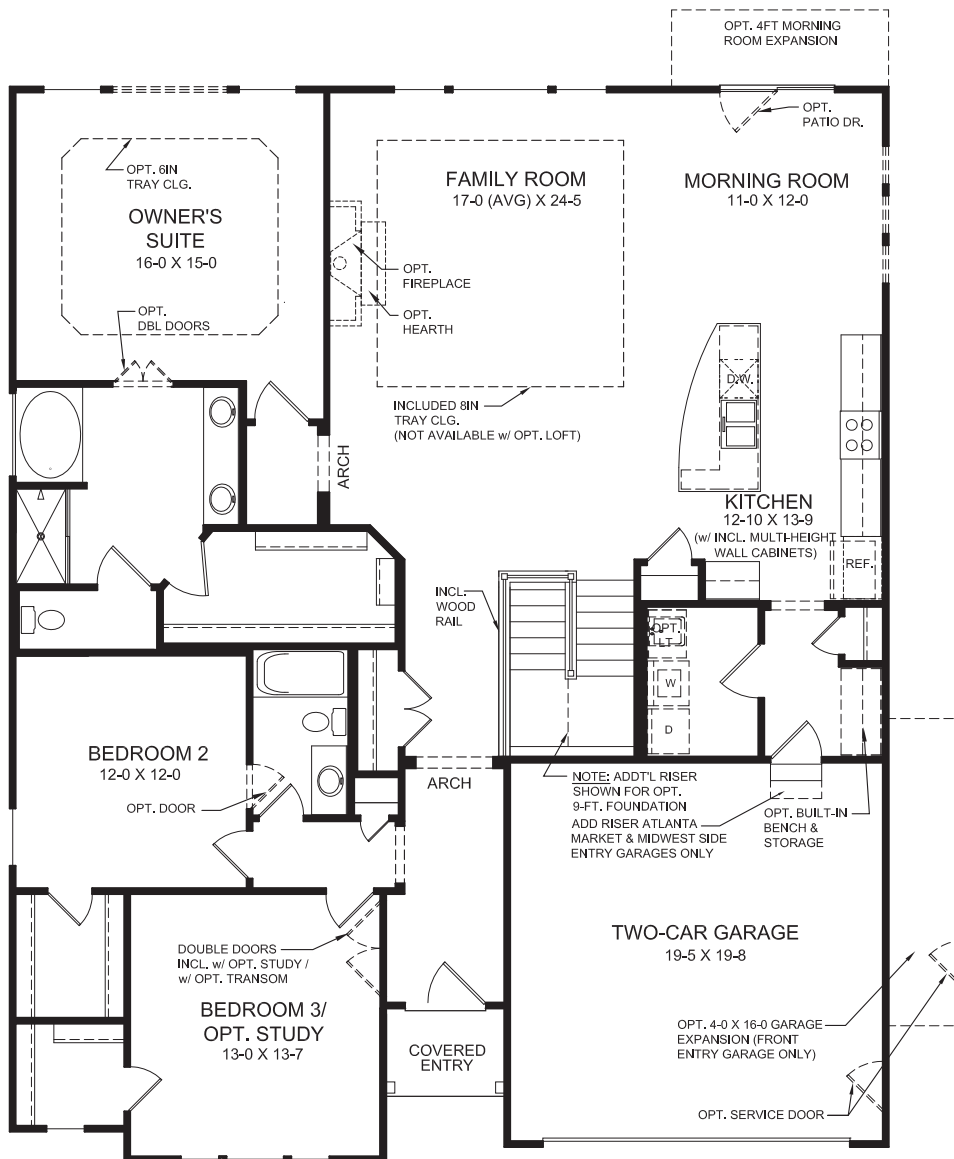 OPT. 4FT MORNING
ROOM EXPANSION
OPT.
PATIO DR.
OPT. 6IN
TRAY CLG.
OWNER'S
SUITE
16-0 X 15-0
FAMILY ROOM
17-0 (AVG) X 24-5
MORNING ROOM
11-0 X 12-0
OPT.
FIREPLACE
OPT.
HEARTH
OPT.
DBL DOORS
D.W.
INCLUDED 8IN
TRAY CLG.
(NOT AVAILABLE w/ OPT. LOFT)
ARCH
KITCHEN
12-10 X 13-9
(w/ INCL. MULTI-HEIGHT
WALL CABINETS)
REF.
INCL.
WOOD
RAIL
OPT.
LT.
W
D
BEDROOM 2
12-0 X 12-0
OPT. DOOR
ARCH
NOTE: ADDT'L RISER
SHOWN FOR OPT.
9-FT. FOUNDATION
ADD RISER ATLANTA
MARKET & MIDWEST SIDE
ENTRY GARAGES ONLY
OPT. BUILT-IN
BENCH &
STORAGE
DOUBLE DOORS
INCL. w/ OPT. STUDY /
w/ OPT. TRANSOM
BEDROOM 3/
OPT. STUDY
13-0 X 13-7
TWO-CAR GARAGE
19-5 X 19-8
COVERED
ENTRY
OPT. 4-0 X 16-0 GARAGE
EXPANSION (FRONT
ENTRY GARAGE ONLY)
OPT. SERVICE DOOR